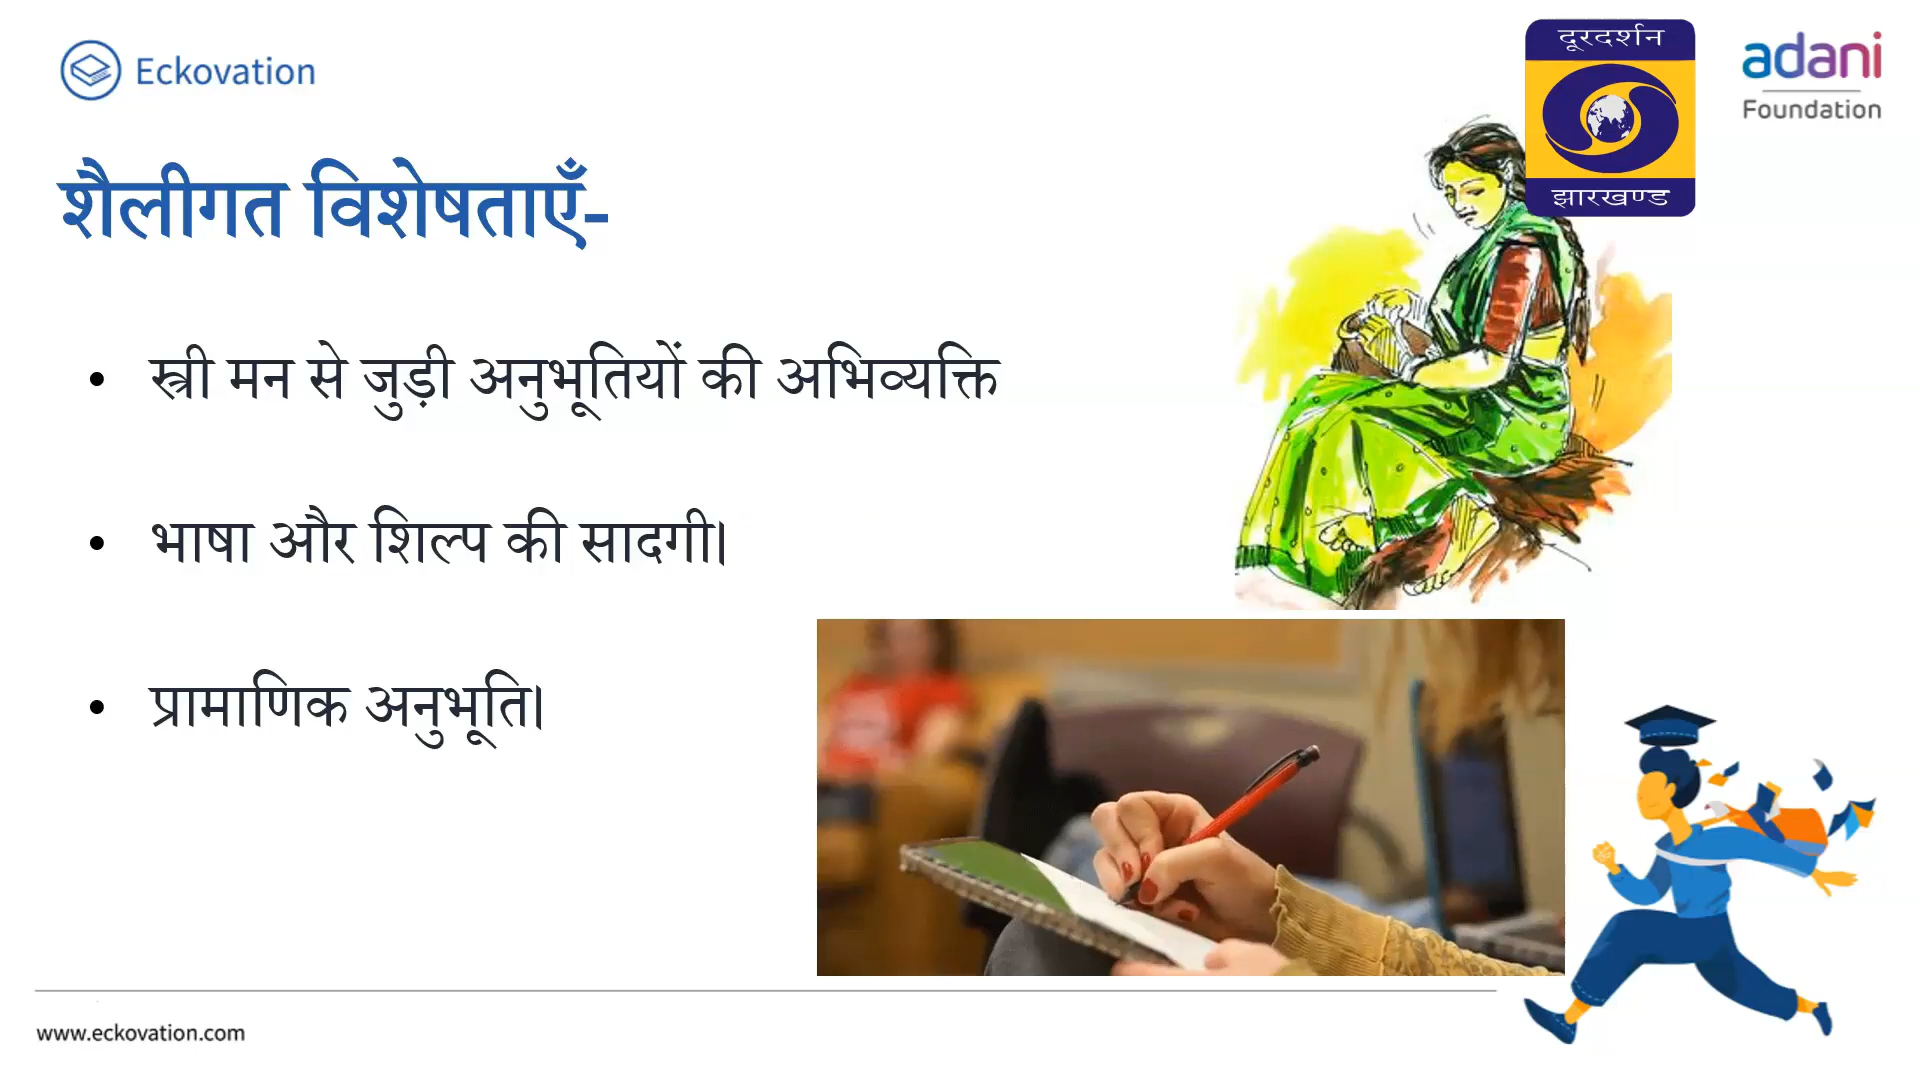 Eckovation
दूरदर्शन
झारखण्ड
adani
Foundation
शैलीगत विशेषताएँ-
• स्त्री मन से जुड़ी अनुभूतियों की अभिव्यक्ति
• भाषा और शिल्प की सादगी।
• प्रामाणिक अनुभूति।
www.eckovation.com